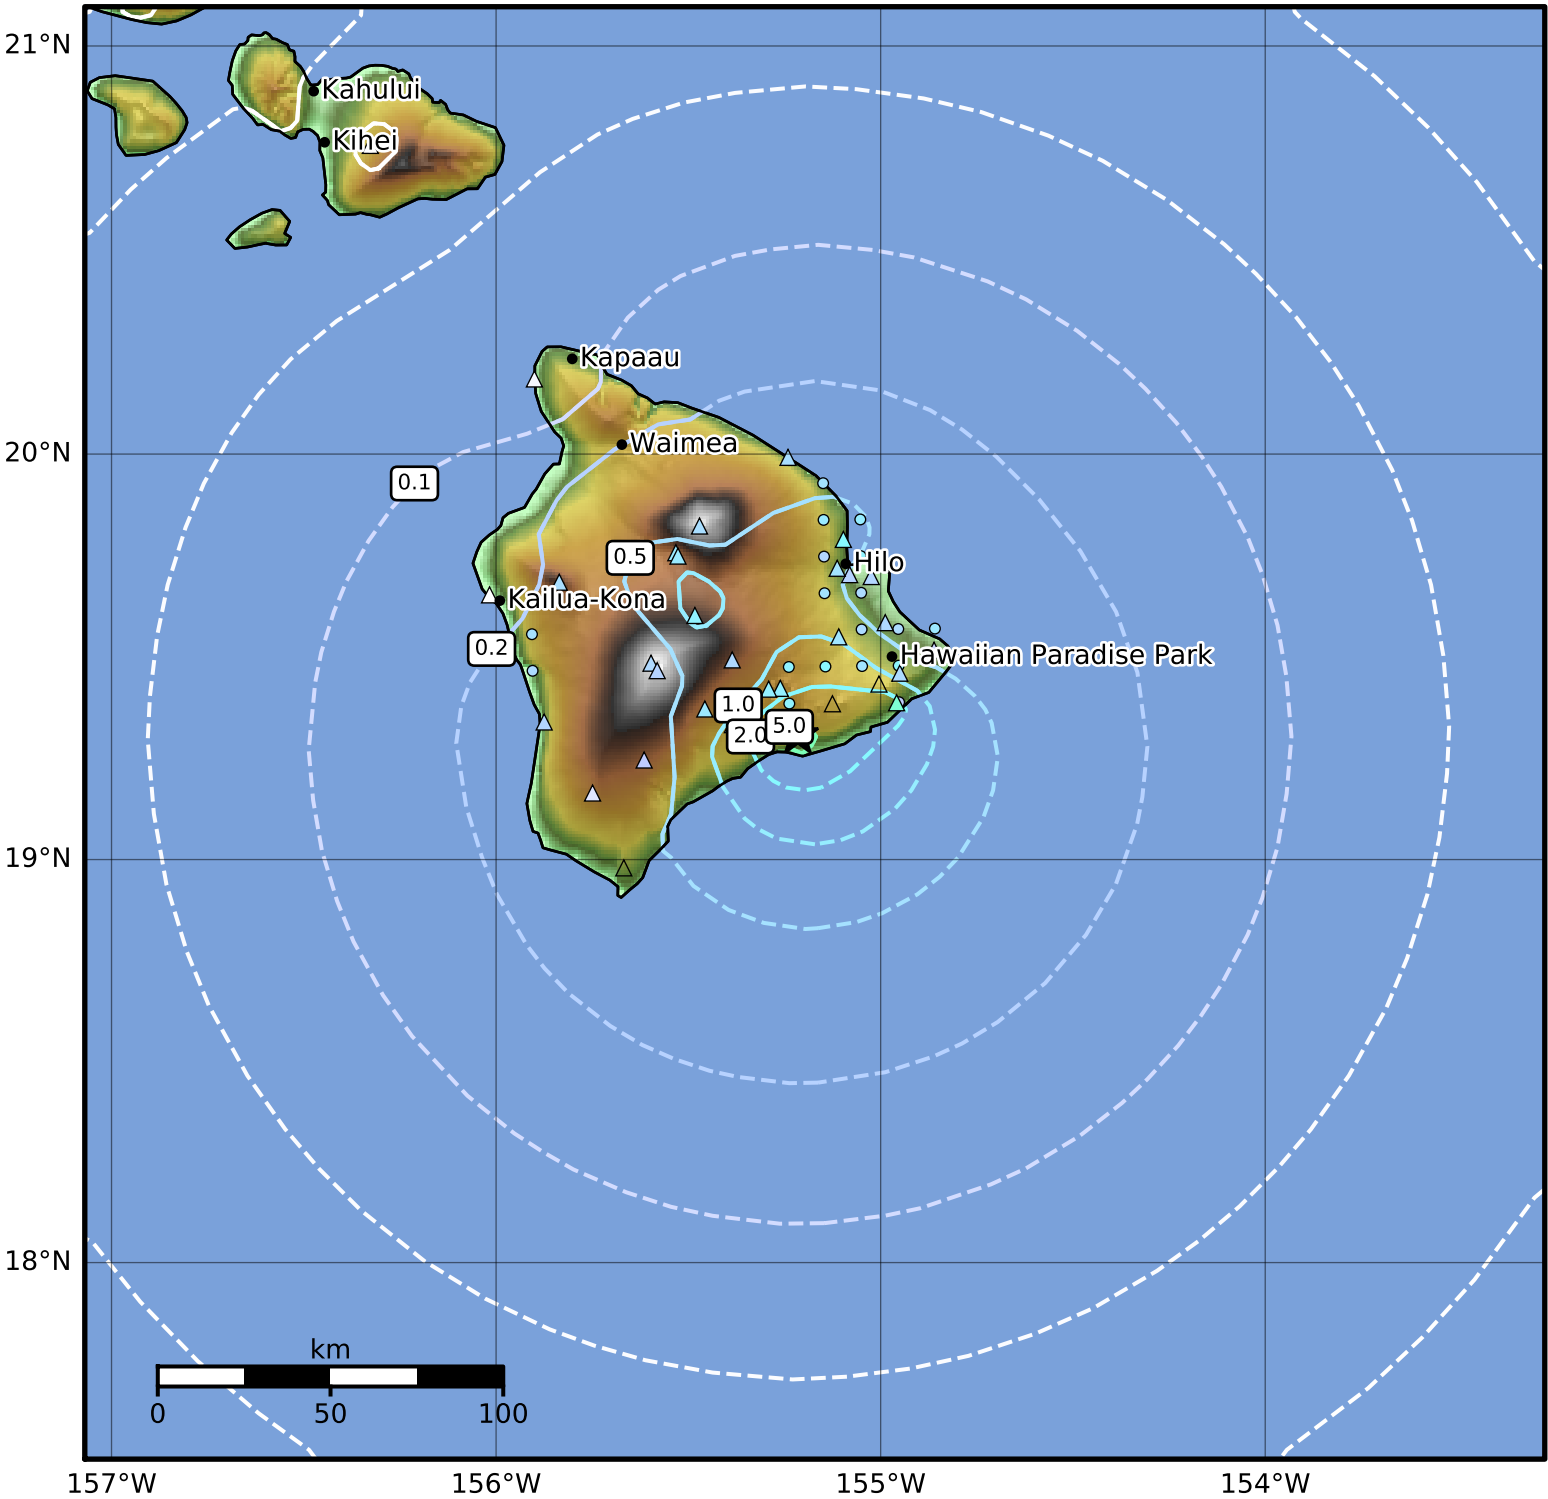 21°N
Kahului
Kihei
Kapaau
20°N
Waimea
0.1
0.5
Hilo
Kailua-Kona
0.2
Hawaiian Paradise Park
1.0
5.0
2.0
19°N
18°N
km
0 50 100
157°W 156°W 155°W 154°W